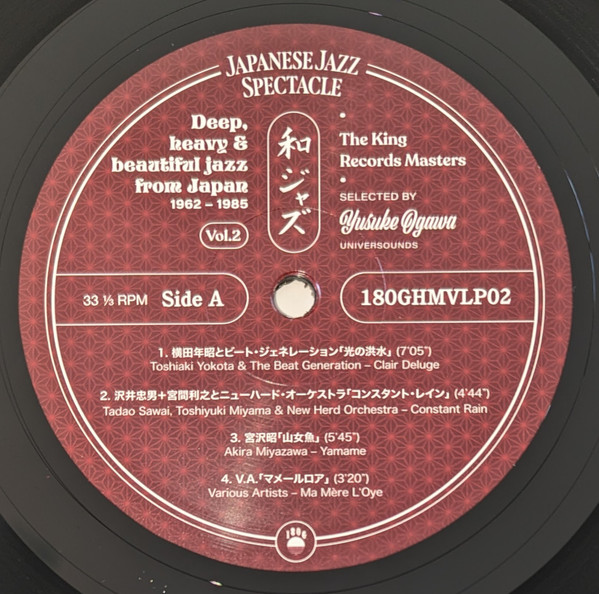 JAPANESE JAZZ
SPECTACLE
Deep,
heavy &
beautiful jazz
from Japan
1962 – 1985
Vol.2
和ジャズ
The King
Records Masters
SELECTED BY
Yusuke Ogawa
UNIVERSOUNDS
33 ⅓ RPM Side A
180GHMVLP02
1. 横田年昭とビート・ジェネレーション「光の洪水」(7'05")
Toshiaki Yokota & The Beat Generation – Clair Deluge
2. 沢井忠男+宮間利之とニューハード・オーケストラ「コンスタント・レイン」(4'44")
Tadao Sawai, Toshiyuki Miyama & New Herd Orchestra – Constant Rain
3. 宮沢昭「山女魚」(5'45")
Akira Miyazawa – Yamame
4. V.A.「マメールロア」(3'20")
Various Artists – Ma Mère L'Oye
180G